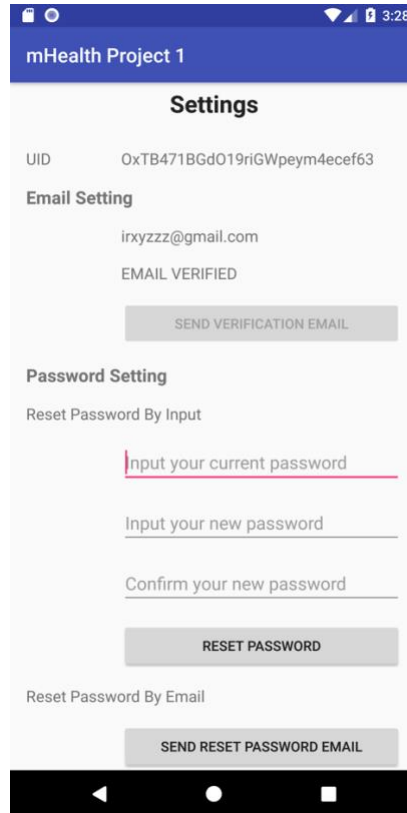 3:28
mHealth Project 1
Settings
UID OxTB471BGdO19riGWpeym4ecef63
Email Setting
irxyzzz@gmail.com
EMAIL VERIFIED
SEND VERIFICATION EMAIL
Password Setting
Reset Password By Input
Input your current password
Input your new password
Confirm your new password
RESET PASSWORD
Reset Password By Email
SEND RESET PASSWORD EMAIL